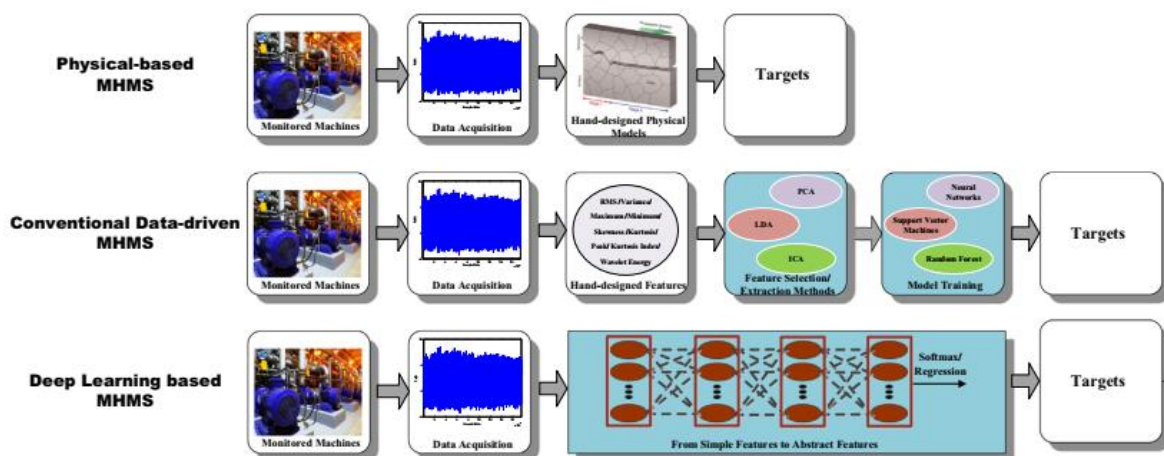 Physical-based
MHMS
Monitored Machines
Data Acquisition
Hand-designed Physical
Models
Targets
Conventional Data-driven
MHMS
Monitored Machines
Data Acquisition
RMS/Variance/
Maximum/Minimum/
Skewness/Kurtosis/
Peak/ Kurtosis Index/
Wavelet Energy
Hand-designed Features
PCA
LDA
ICA
Feature Selection/
Extraction Methods
Neural
Networks
Support Vector
Machines
Random Forest
Model Training
Targets
Deep Learning based
MHMS
Monitored Machines
Data Acquisition
Softmax/
Regression
From Simple Features to Abstract Features
Targets